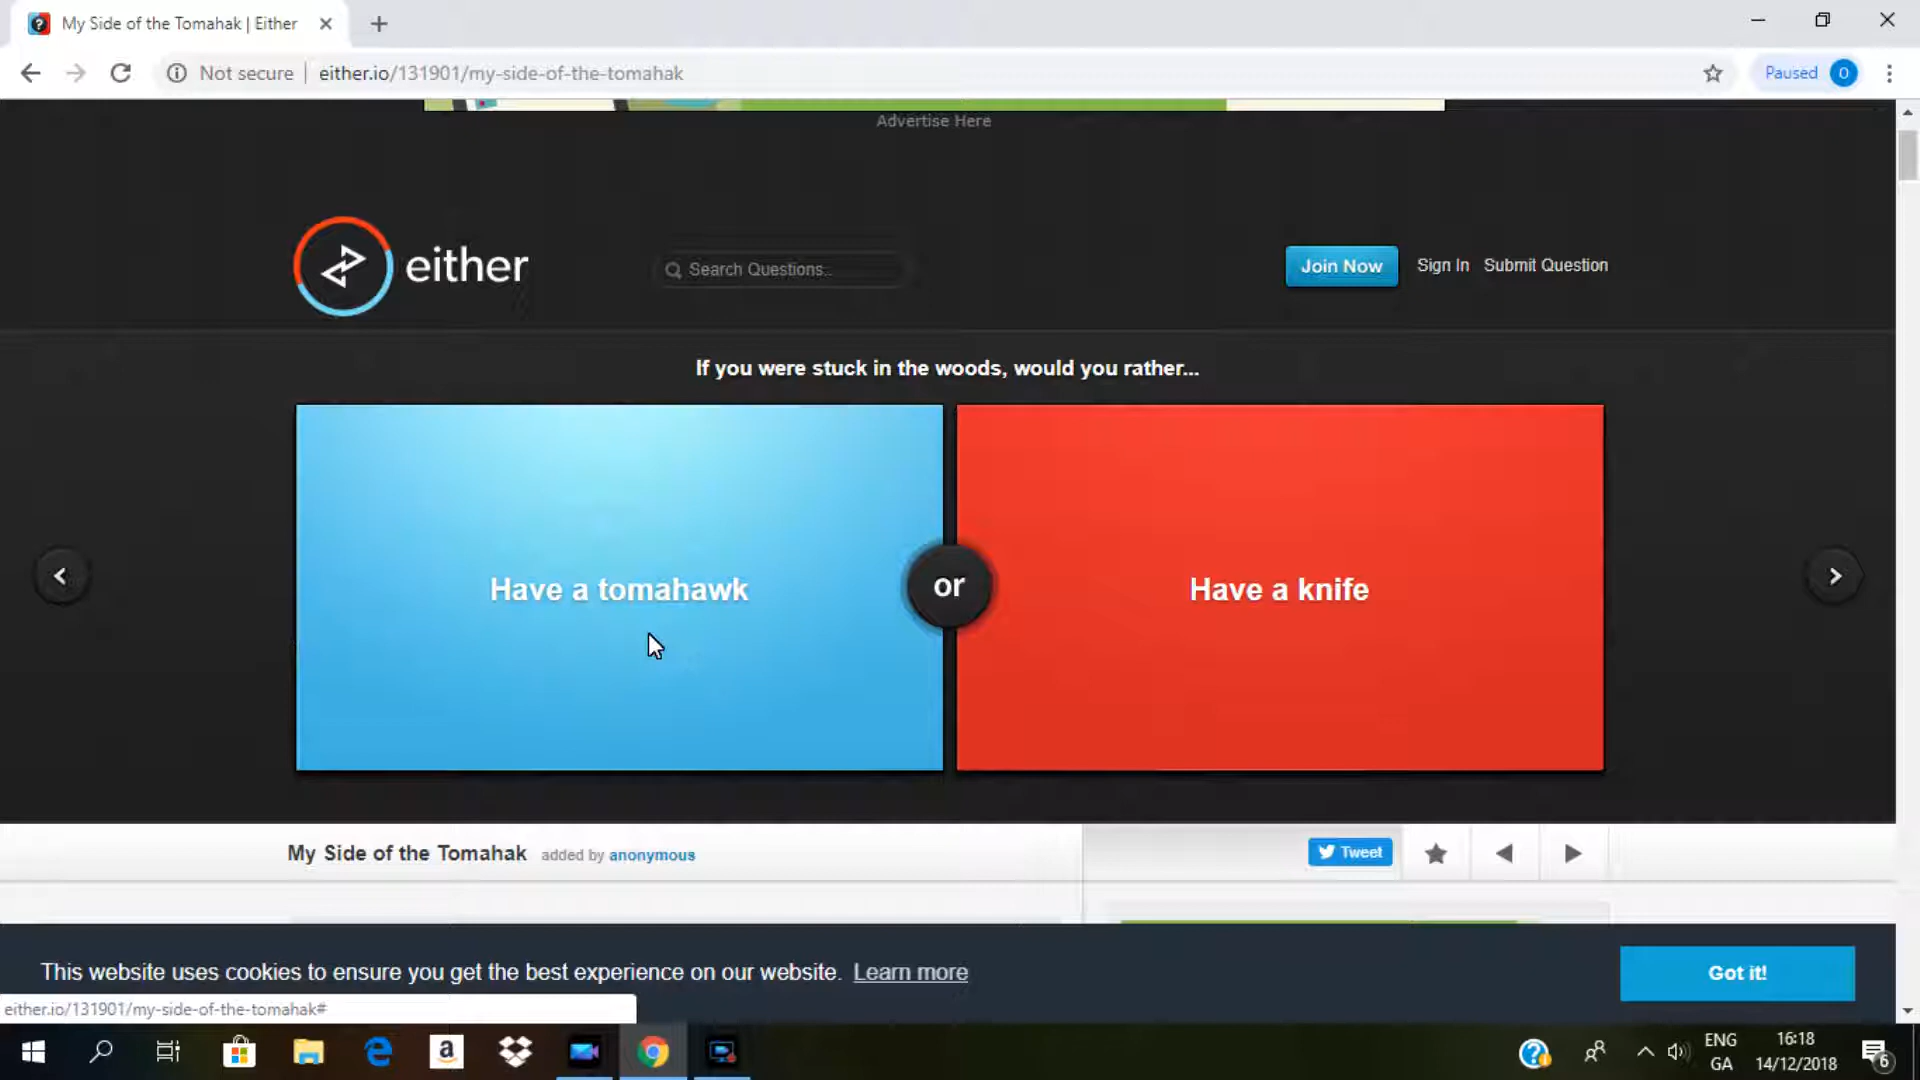 My Side of the Tomahak | Either
Not secure
either.io/131901/my-side-of-the-tomahak
Paused
O
Advertise Here
either
Search Questions..
Join Now
Sign In
Submit Question
If you were stuck in the woods, would you rather...
Have a tomahawk
or
Have a knife
My Side of the Tomahak
added by anonymous
Tweet
This website uses cookies to ensure you get the best experience on our website. Learn more
Got it!
either.io/131901/my-side-of-the-tomahak#
ENG
GA
16:18
14/12/2018
6